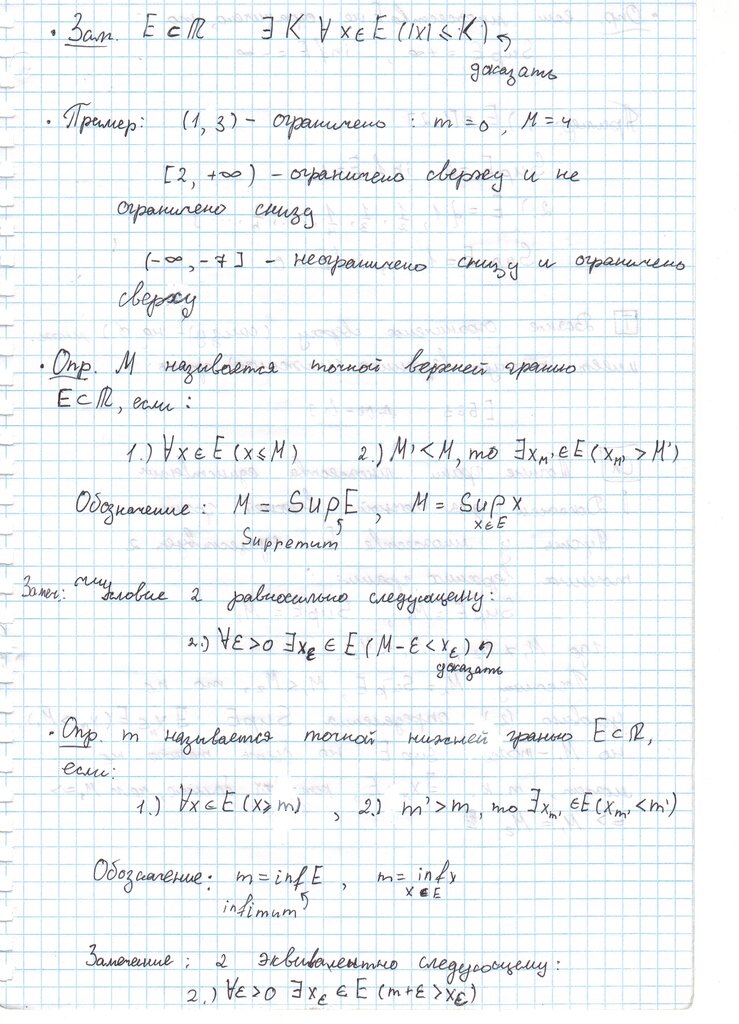 • Зам. E ⊂ ℝ ∃ K ∀ x ∈ E (|x| ≤ K)
доказать
• Пример: (1, 3) – ограничено : m = 0, M = 4
[2, +∞) – ограничено сверху и не
ограничено снизу
(-∞, -7] – неограничено снизу и ограничено
сверху
• Опр. M называется точной верхней гранью
E ⊂ ℝ, если:
1.) ∀x ∈ E (x ≤ M) 2.) M' < M, то ∃x_M' ∈ E (x_M' > M')
Обозначение: M = Sup E, M = Sup x
x ∈ E
Suppremum
Замеч: Условие 2 равносильно следующему:
2.) ∀ε > 0 ∃x_ε ∈ E (M - ε < x_ε)
доказать
• Опр. m называется точной нижней гранью E ⊂ ℝ,
если:
1.) ∀x ∈ E (x ≥ m) , 2.) m' > m, то ∃x_m' ∈ E (x_m' < m')
Обозначение: m = inf E , m = inf x
x ∈ E
infimum
Замечание: 2 эквивалентно следующему:
2.) ∀ε > 0 ∃x_ε ∈ E (m + ε > x_ε)